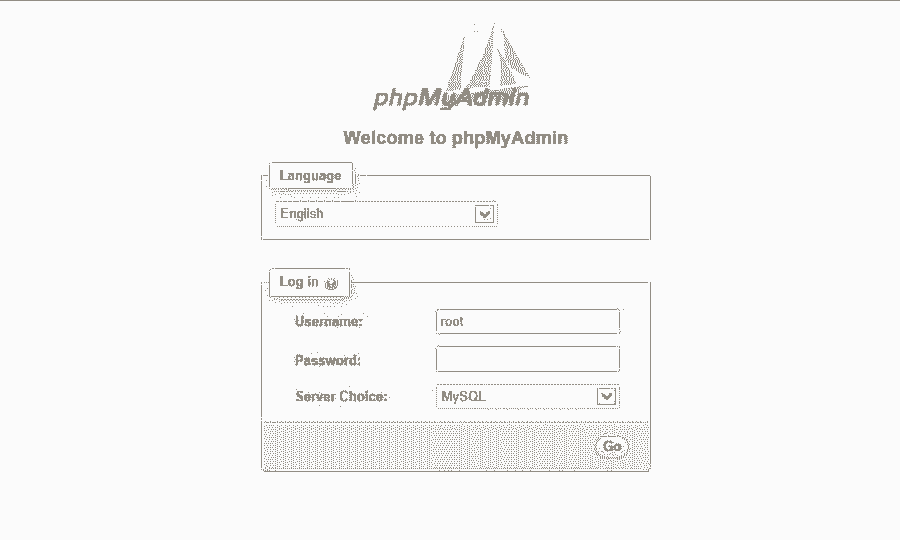 phpMyAdmin
Welcome to phpMyAdmin
Language
English
Log in
Username: root
Password:
Server Choice: MySQL
Go